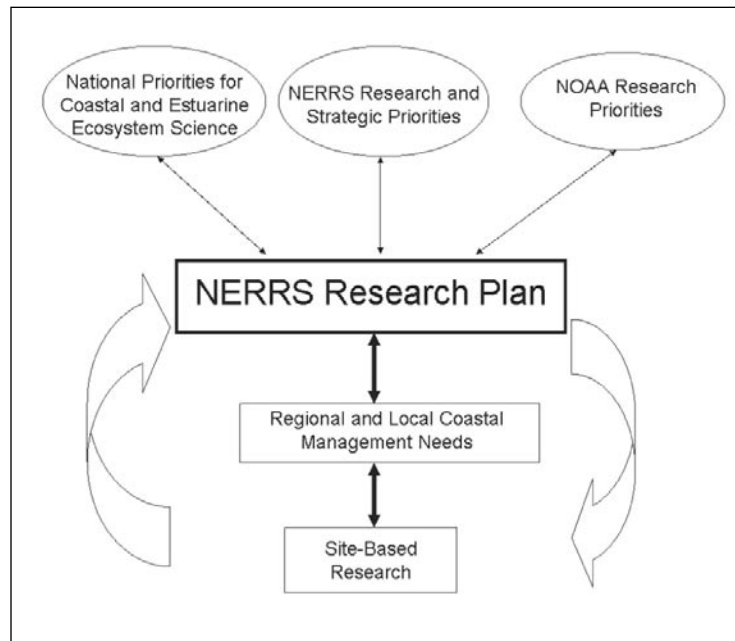 National Priorities for
Coastal and Estuarine
Ecosystem Science
NERRS Research and
Strategic Priorities
NOAA Research
Priorities
NERRS Research Plan
Regional and Local Coastal
Management Needs
Site-Based
Research